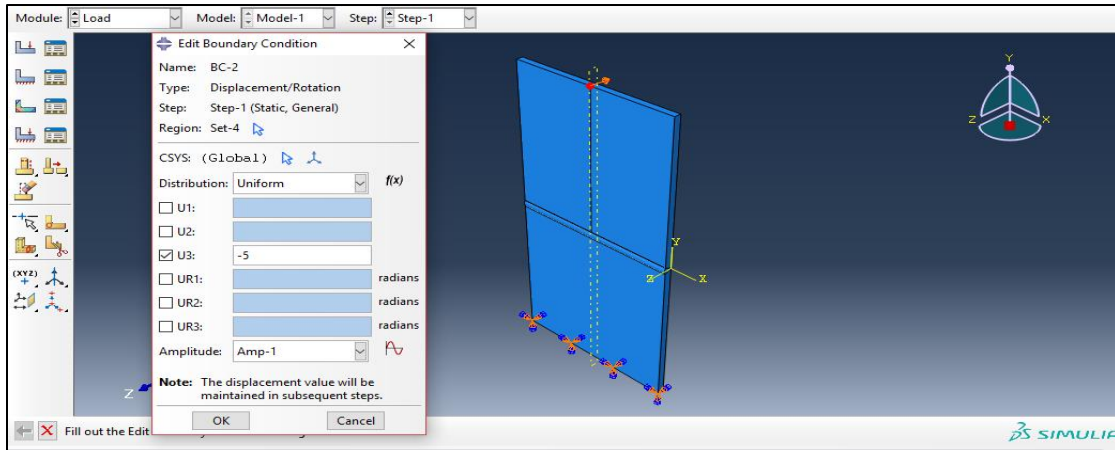 Module: Load Model: Model-1 Step: Step-1
Edit Boundary Condition
Name: BC-2
Type: Displacement/Rotation
Step: Step-1 (Static, General)
Region: Set-4
CSYS: (Global)
Distribution: Uniform f(x)
U1:
U2:
U3: -5
UR1: radians
UR2: radians
UR3: radians
Amplitude: Amp-1
Note: The displacement value will be
maintained in subsequent steps.
OK Cancel
(XYZ)
Y
Z X
Y
Z X
Z
Fill out the Edit
SIMULIA